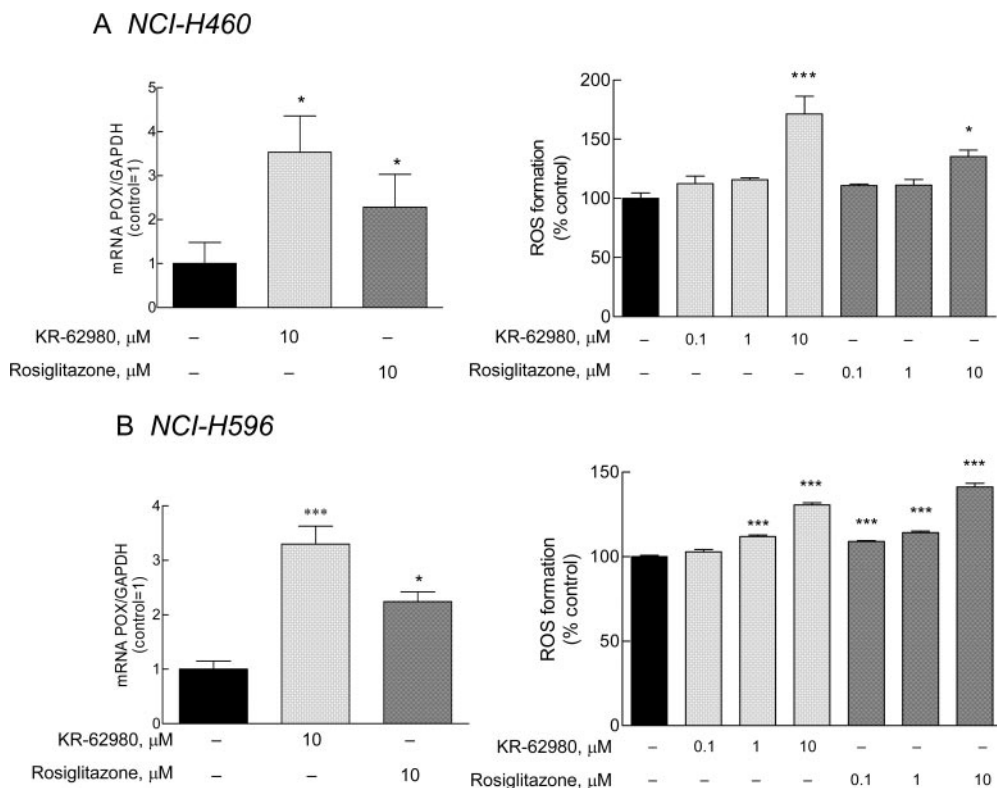 A NCI-H460
mRNA POX/GAPDH
(control=1)
5
4
3
2
1
0
*
*
KR-62980, μM – 10 –
Rosiglitazone, μM – – 10
ROS formation
(% control)
200
150
100
50
0
***
*
KR-62980, μM – 0.1 1 10 – – –
Rosiglitazone, μM – – – – 0.1 1 10
B NCI-H596
mRNA POX/GAPDH
(control=1)
4
3
2
1
0
***
*
KR-62980, μM – 10 –
Rosiglitazone, μM – – 10
ROS formation
(% control)
150
100
50
0
***
***
***
***
***
KR-62980, μM – 0.1 1 10 – – –
Rosiglitazone, μM – – – – 0.1 1 10